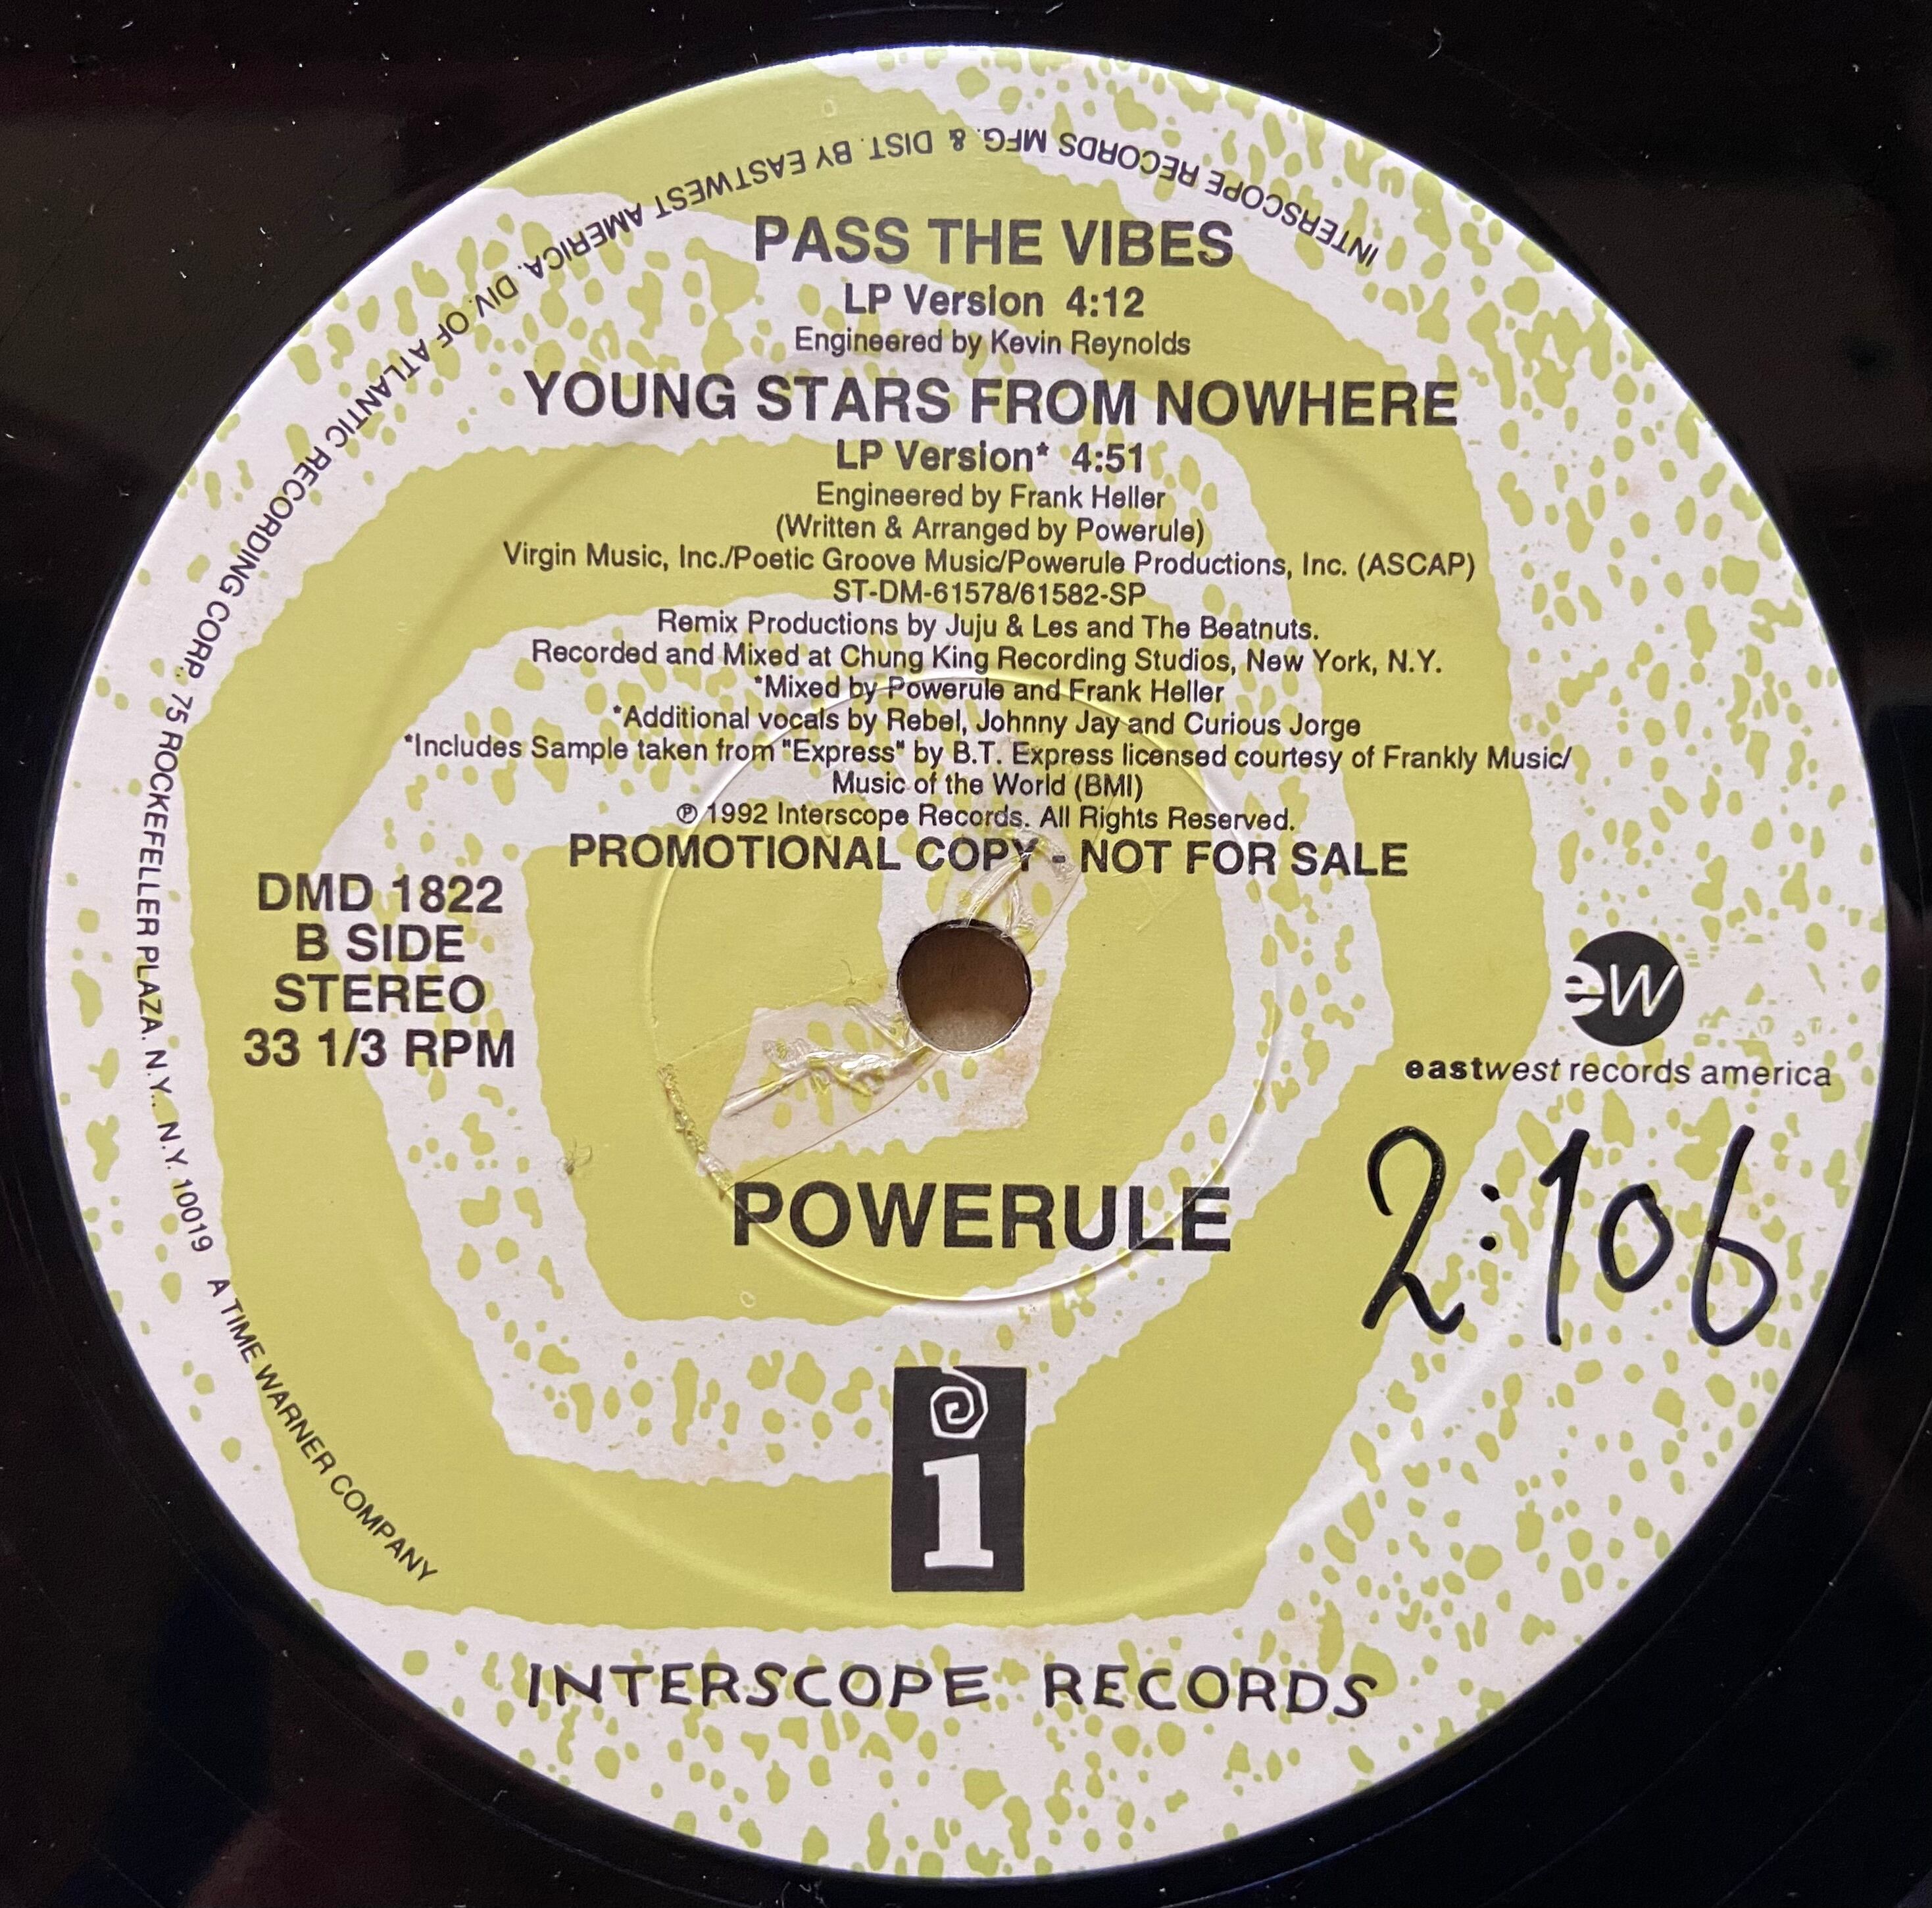 INTERSCOPE RECORDS MFG. & DIST. BY EASTWEST AMERICA. DIV. OF ATLANTIC RECORDING CORP. 75 ROCKEFELLER PLAZA. N.Y.. N.Y. 10019 A TIME WARNER COMPANY
PASS THE VIBES
LP Version 4:12
Engineered by Kevin Reynolds
YOUNG STARS FROM NOWHERE
LP Version* 4:51
Engineered by Frank Heller
(Written & Arranged by Powerule)
Virgin Music, Inc./Poetic Groove Music/Powerule Productions, Inc. (ASCAP)
ST-DM-61578/61582-SP
Remix Productions by Juju & Les and The Beatnuts.
Recorded and Mixed at Chung King Recording Studios, New York, N.Y.
*Mixed by Powerule and Frank Heller
*Additional vocals by Rebel, Johnny Jay and Curious Jorge
*Includes Sample taken from "Express" by B.T. Express licensed courtesy of Frankly Music/
Music of the World (BMI)
℗ 1992 Interscope Records. All Rights Reserved.
PROMOTIONAL COPY - NOT FOR SALE
DMD 1822
B SIDE
STEREO
33 1/3 RPM
ew
eastwest records america
2:106
POWERULE
i
INTERSCOPE RECORDS